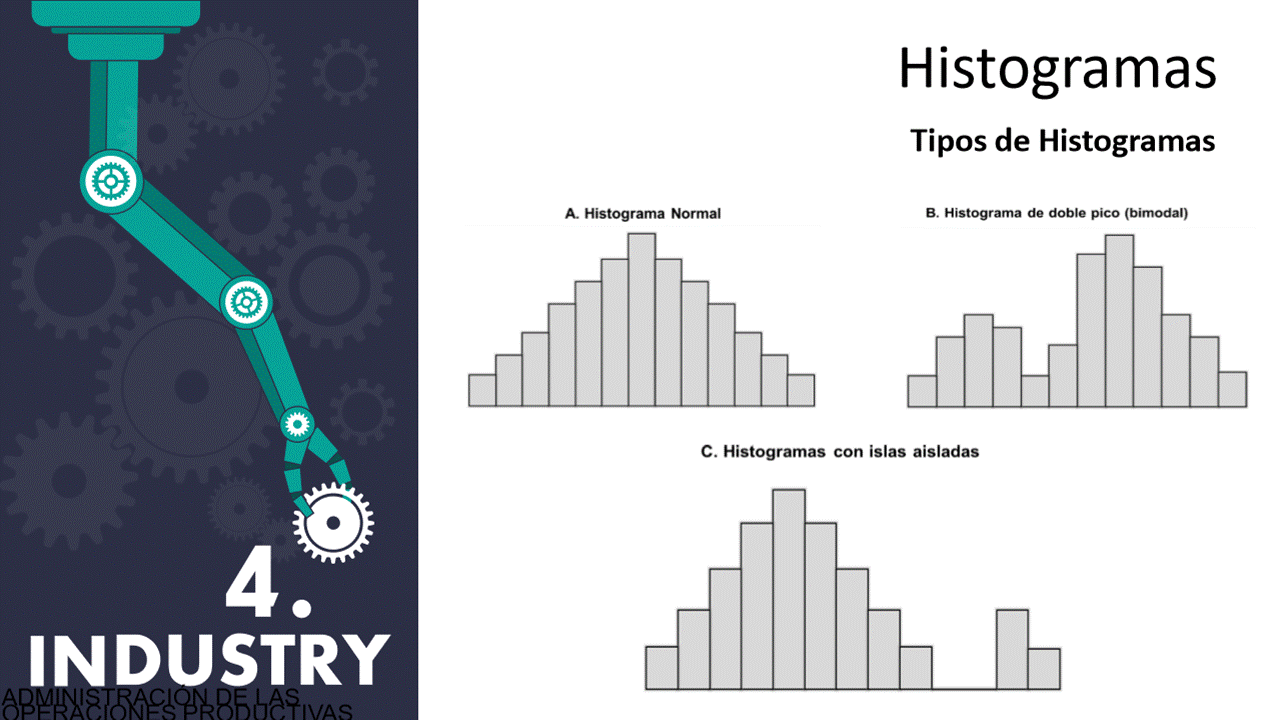 Histogramas
Tipos de Histogramas
A. Histograma Normal
B. Histograma de doble pico (bimodal)
C. Histogramas con islas aisladas
4.
INDUSTRY
ADMINISTRACIÓN DE LAS
OPERACIONES PRODUCTIVAS